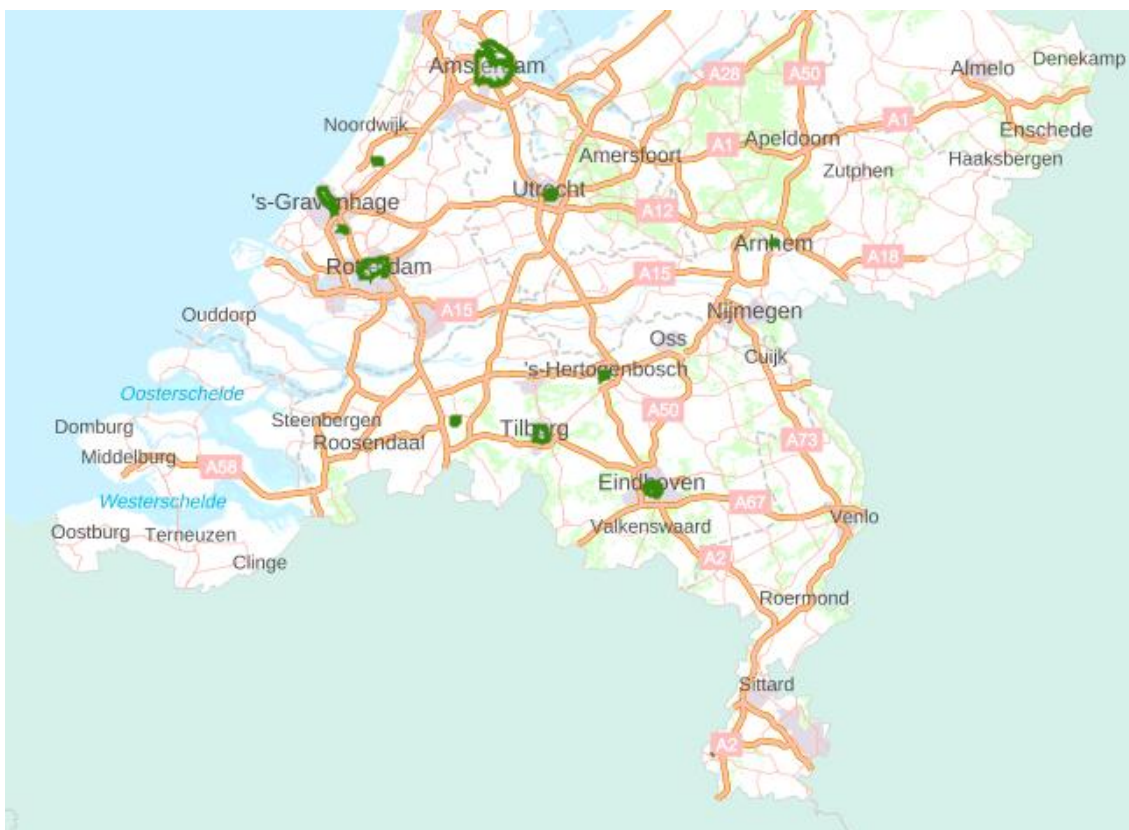 Amsterdam
A28
A50
Almelo
Denekamp
Noordwijk
A1
Enschede
Amersfoort
A1
Apeldoorn
Haaksbergen
Zutphen
Utrecht
's-Gravenhage
A12
Arnhem
A18
Rotterdam
A15
A15
Nijmegen
Ouddorp
Oss
Cuijk
's-Hertogenbosch
Oosterschelde
A50
Steenbergen
Domburg
Tilburg
Roosendaal
A73
Middelburg
A58
Eindhoven
Westerschelde
A67
Venlo
Valkenswaard
Oostburg
Terneuzen
Clinge
A2
Roermond
Sittard
A2